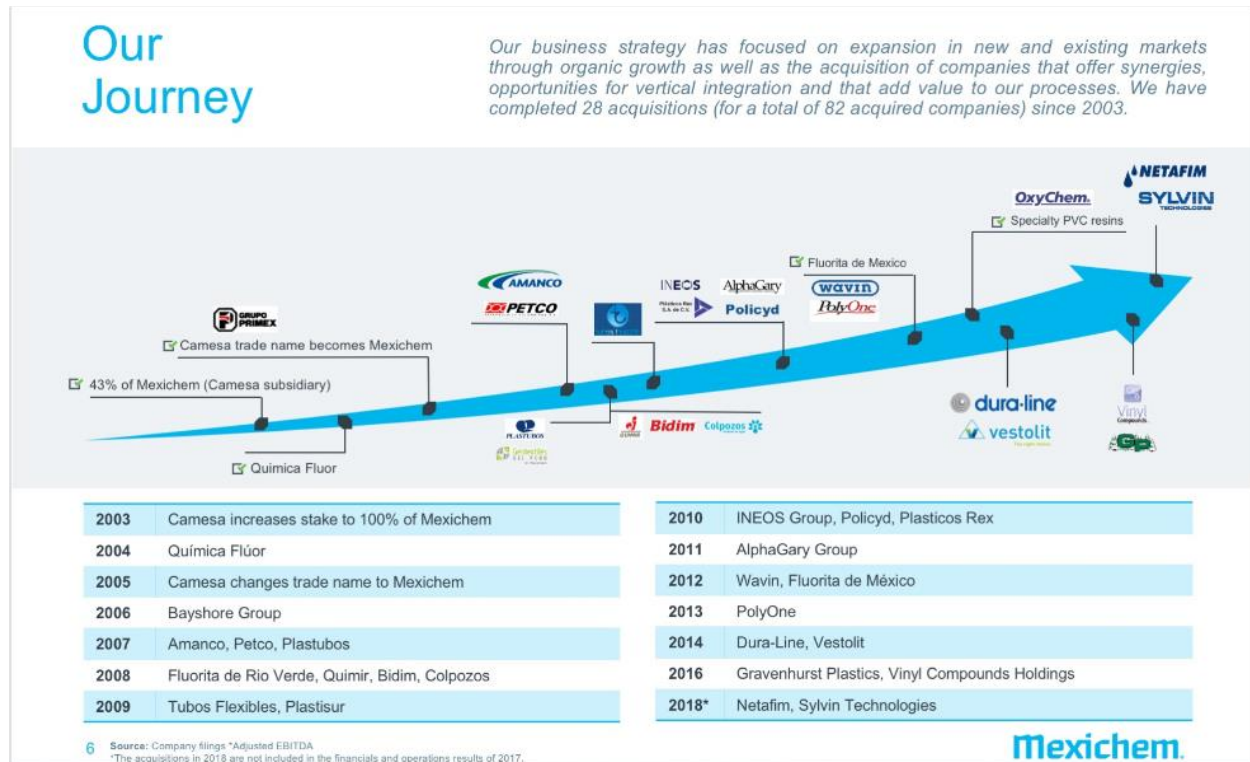 Our
Journey
Our business strategy has focused on expansion in new and existing markets
through organic growth as well as the acquisition of companies that offer synergies,
opportunities for vertical integration and that add value to our processes. We have
completed 28 acquisitions (for a total of 82 acquired companies) since 2003.
NETAFIM
OxyChem.
SYLVIN
TECHNOLOGIES
Specialty PVC resins
Fluorita de Mexico
AMANCO
INEOS
AlphaGary
wavin
PETCO
Plásticos Rex
S.A. de C.V.
Policyd
PolyOne
GRUPO
PRIMEX
Camesa trade name becomes Mexichem
43% of Mexichem (Camesa subsidiary)
dura-line
Vinyl
Compounds
PLASTUBOS
Bidim
Colpozos
vestolit
GP
Quimica Fluor
2003 Camesa increases stake to 100% of Mexichem
2004 Química Flúor
2005 Camesa changes trade name to Mexichem
2006 Bayshore Group
2007 Amanco, Petco, Plastubos
2008 Fluorita de Rio Verde, Quimir, Bidim, Colpozos
2009 Tubos Flexibles, Plastisur
2010 INEOS Group, Policyd, Plasticos Rex
2011 AlphaGary Group
2012 Wavin, Fluorita de México
2013 PolyOne
2014 Dura-Line, Vestolit
2016 Gravenhurst Plastics, Vinyl Compounds Holdings
2018* Netafim, Sylvin Technologies
6 Source: Company filings *Adjusted EBITDA
*The acquisitions in 2018 are not included in the financials and operations results of 2017.
mexichem.